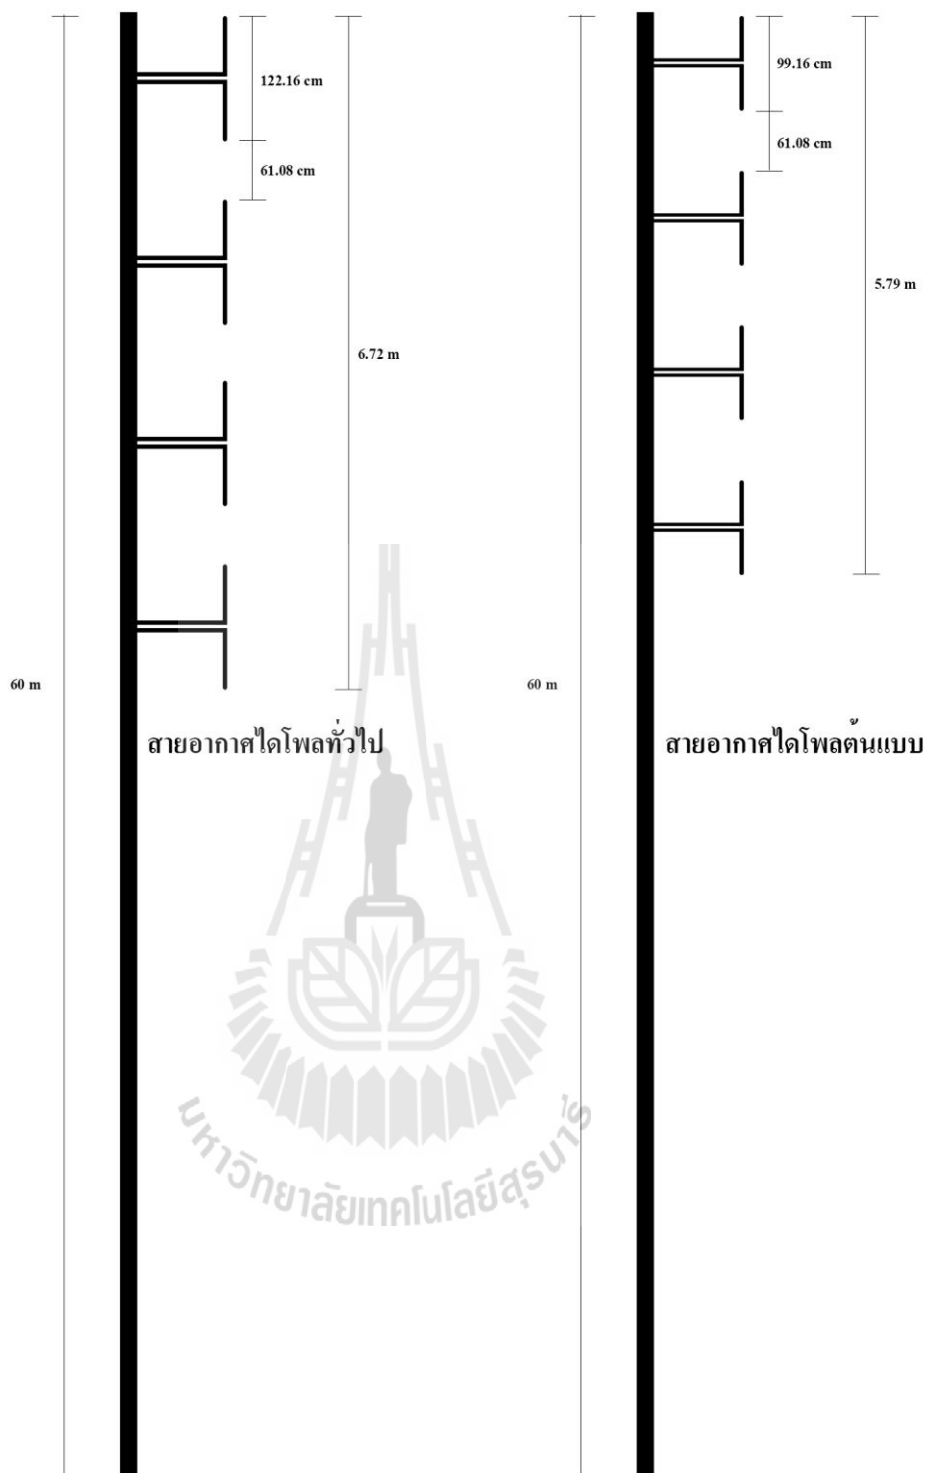 122.16 cm
61.08 cm
6.72 m
60 m
สายอากาศไดโพลทั่วไป
99.16 cm
61.08 cm
5.79 m
60 m
สายอากาศไดโพลต้นแบบ
มหาวิทยาลัยเทคโนโลยีสุรนารี